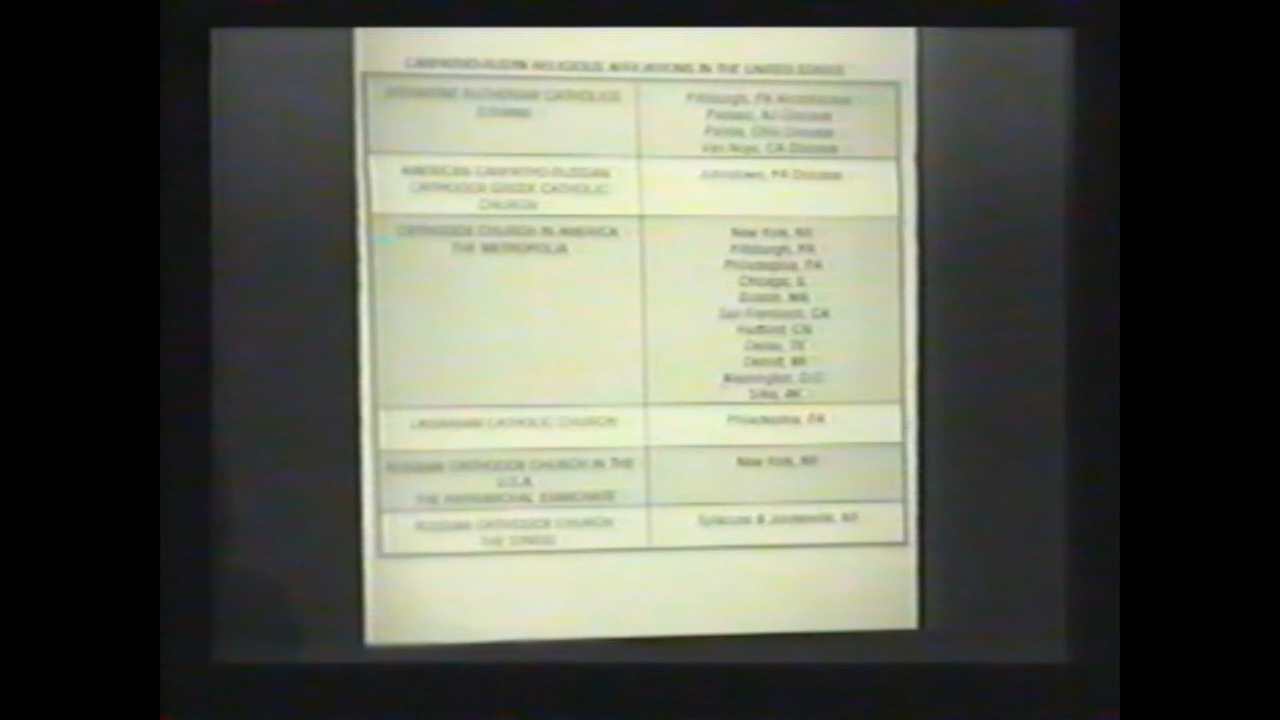 CARPATHO-RUSYN RELIGIOUS AFFILIATIONS IN THE UNITED STATES
BYZANTINE RUTHENIAN CATHOLICS
Pittsburgh, PA Archdiocese
Passaic, NJ Diocese
Parma, Ohio Diocese
Van Nuys, CA Diocese
AMERICAN CARPATHO-RUSSIAN
ORTHODOX GREEK CATHOLIC
CHURCH
Johnstown, PA Diocese
ORTHODOX CHURCH IN AMERICA
THE METROPOLIA
New York, NY
Pittsburgh, PA
Philadelphia, PA
Chicago, IL
Boston, MA
San Francisco, CA
Hartford, CN
Dallas, TX
Detroit, MI
Washington, D.C.
Sitka, AK
UKRAINIAN CATHOLIC CHURCH
Philadelphia, PA
RUSSIAN ORTHODOX CHURCH IN THE
U.S.A.
THE PATRIARCHAL EXARCHATE
New York, NY
RUSSIAN ORTHODOX CHURCH
THE SYNOD
Syracuse & Jordanville, NY